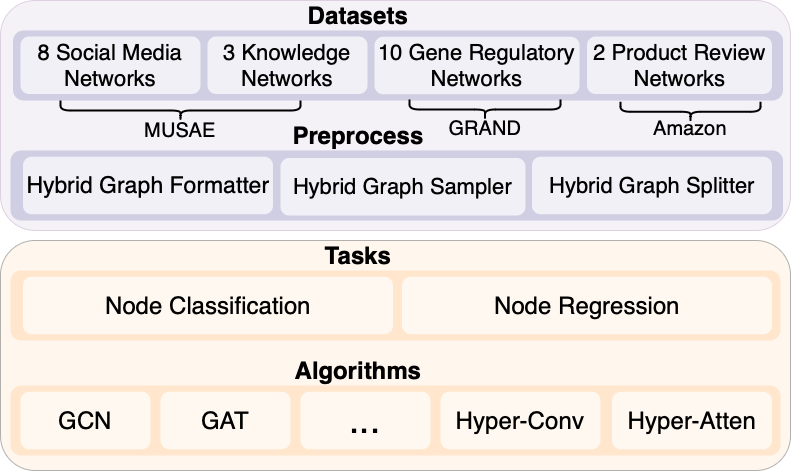 Datasets
8 Social Media
Networks
3 Knowledge
Networks
10 Gene Regulatory
Networks
2 Product Review
Networks
MUSAE
GRAND
Amazon
Preprocess
Hybrid Graph Formatter
Hybrid Graph Sampler
Hybrid Graph Splitter
Tasks
Node Classification
Node Regression
Algorithms
GCN
GAT
...
Hyper-Conv
Hyper-Atten